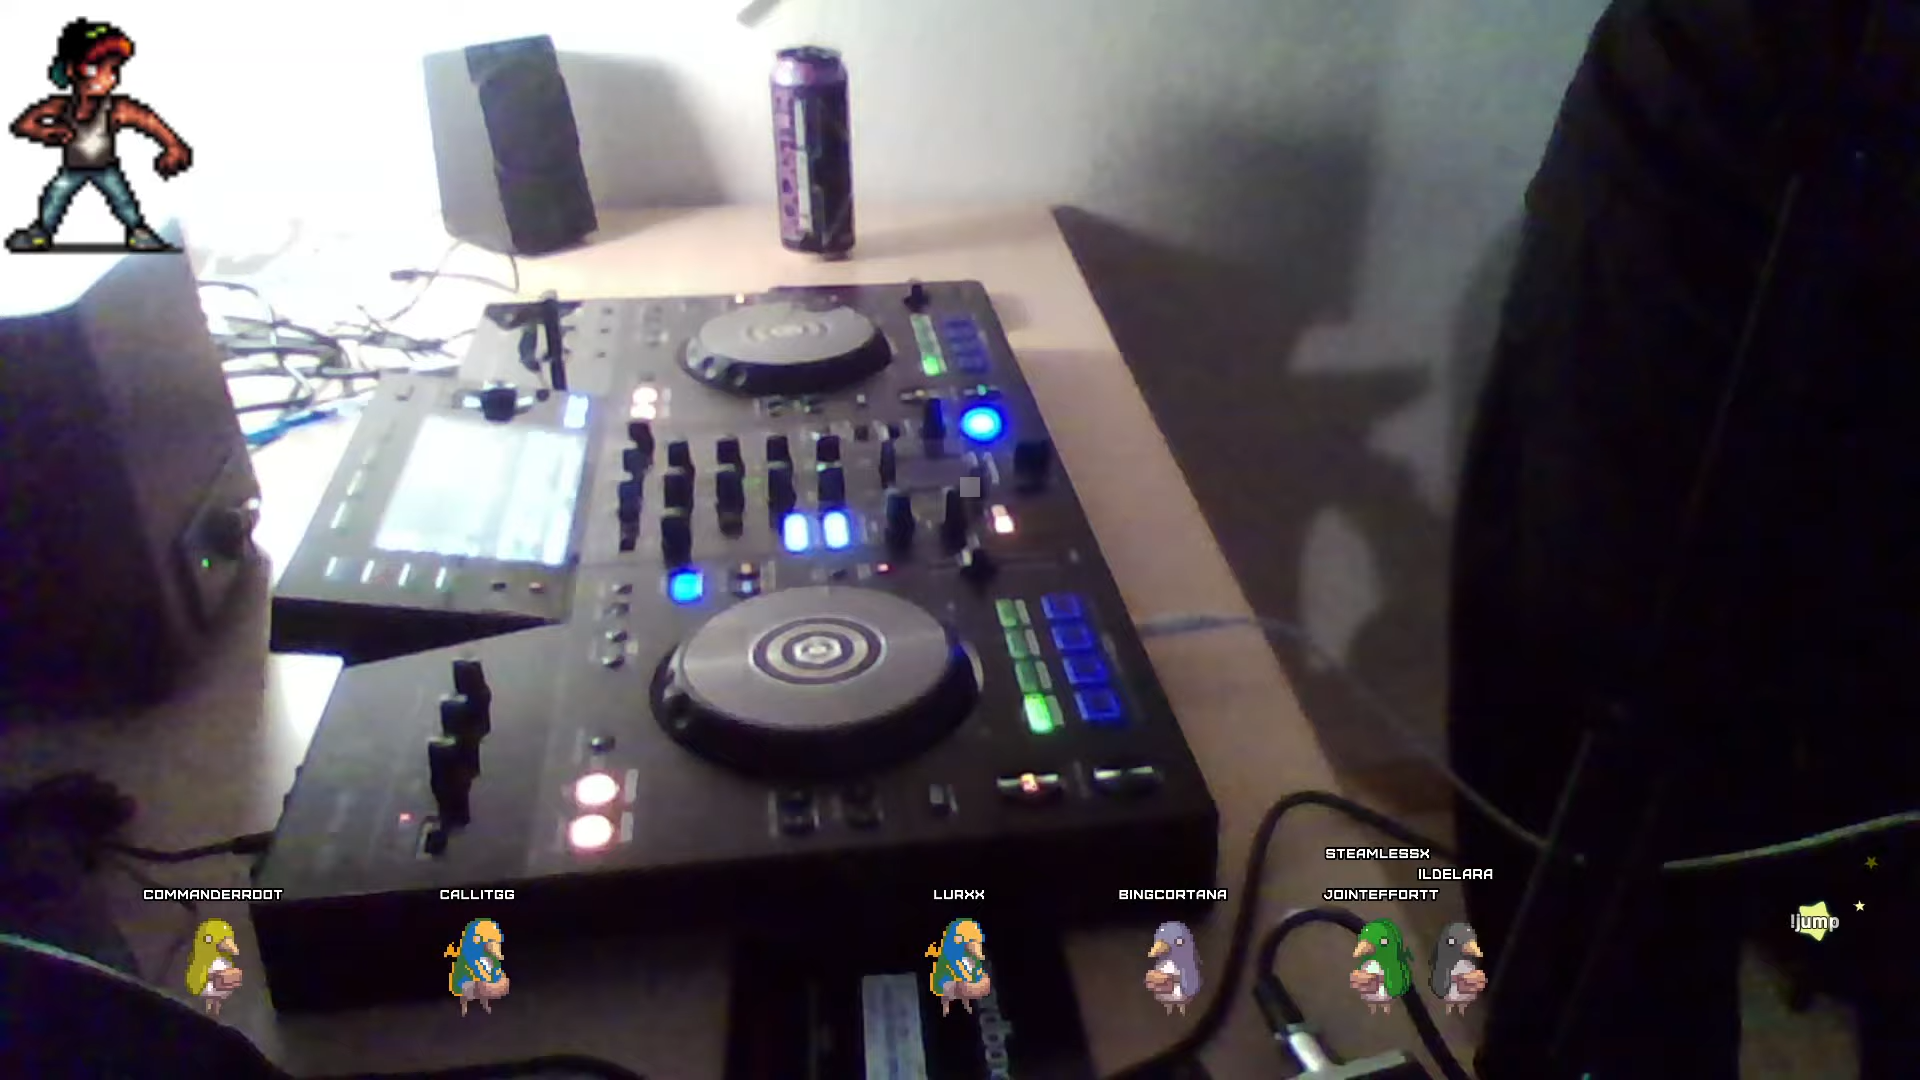 COMMANDERROOT
CALLITGG
LURXX
BINGCORTANA
STEAMLESSX
ILDELARA
JOINTEFFORTT
!jump